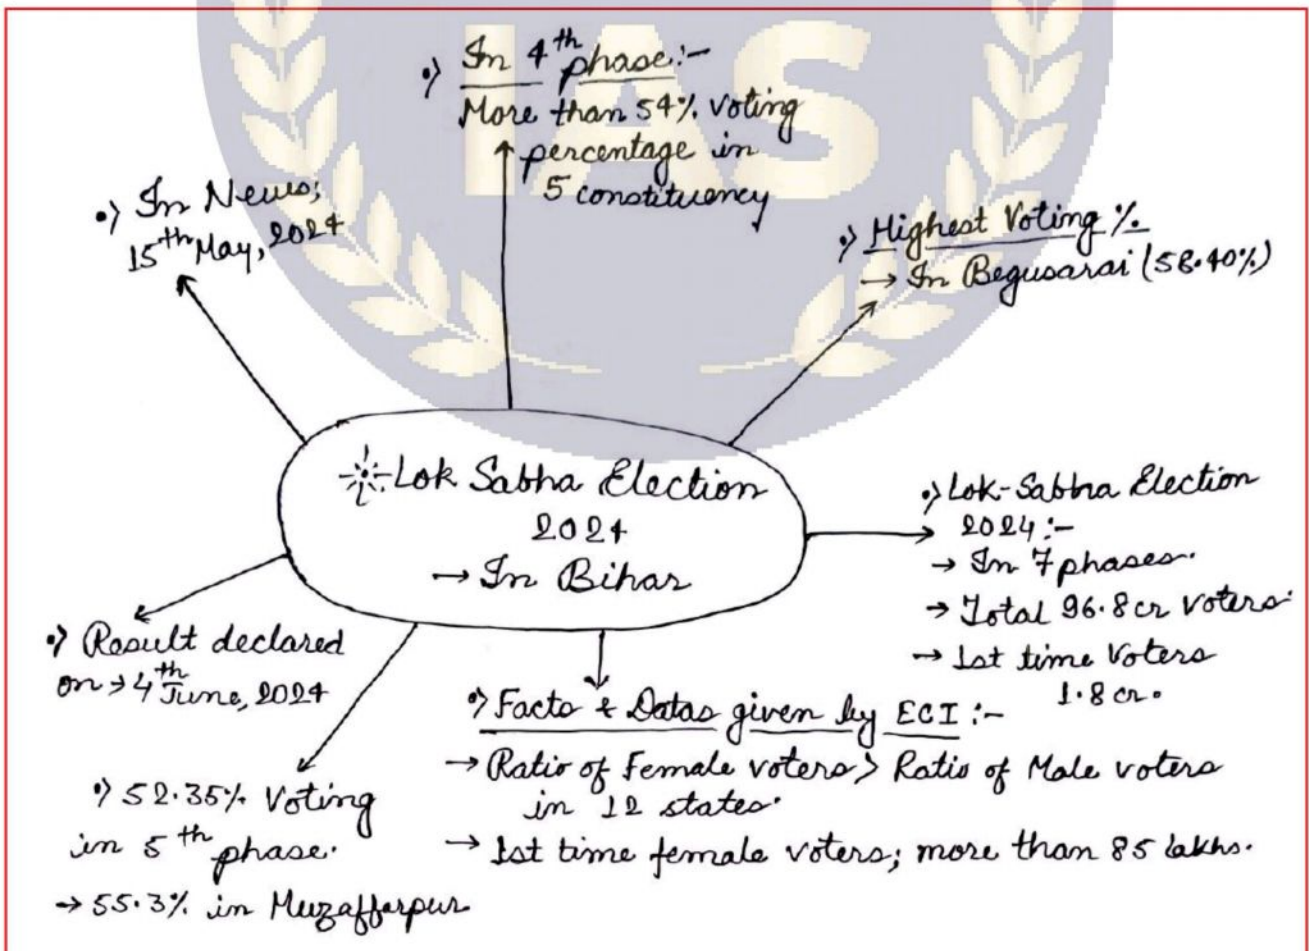 IAS
•) In 4th phase:-
More than 54% voting
percentage in
5 constituency
•) In News;
15th May, 2024
•) Highest Voting %
→ In Begusarai (58.40%)
Lok Sabha Election
2024
→ In Bihar
•) Lok-Sabha Election
2024:-
→ In 7 phases.
→ Total 96.8 cr voters.
→ 1st time Voters
1.8 cr.
•) Result declared
on → 4th June, 2024
•) Facts & Datas given by ECI :-
→ Ratio of Female voters > Ratio of Male voters
in 12 states.
→ 1st time female voters; more than 85 lakhs.
•) 52.35% Voting
in 5th phase.
→ 55.3% in Muzaffarpur